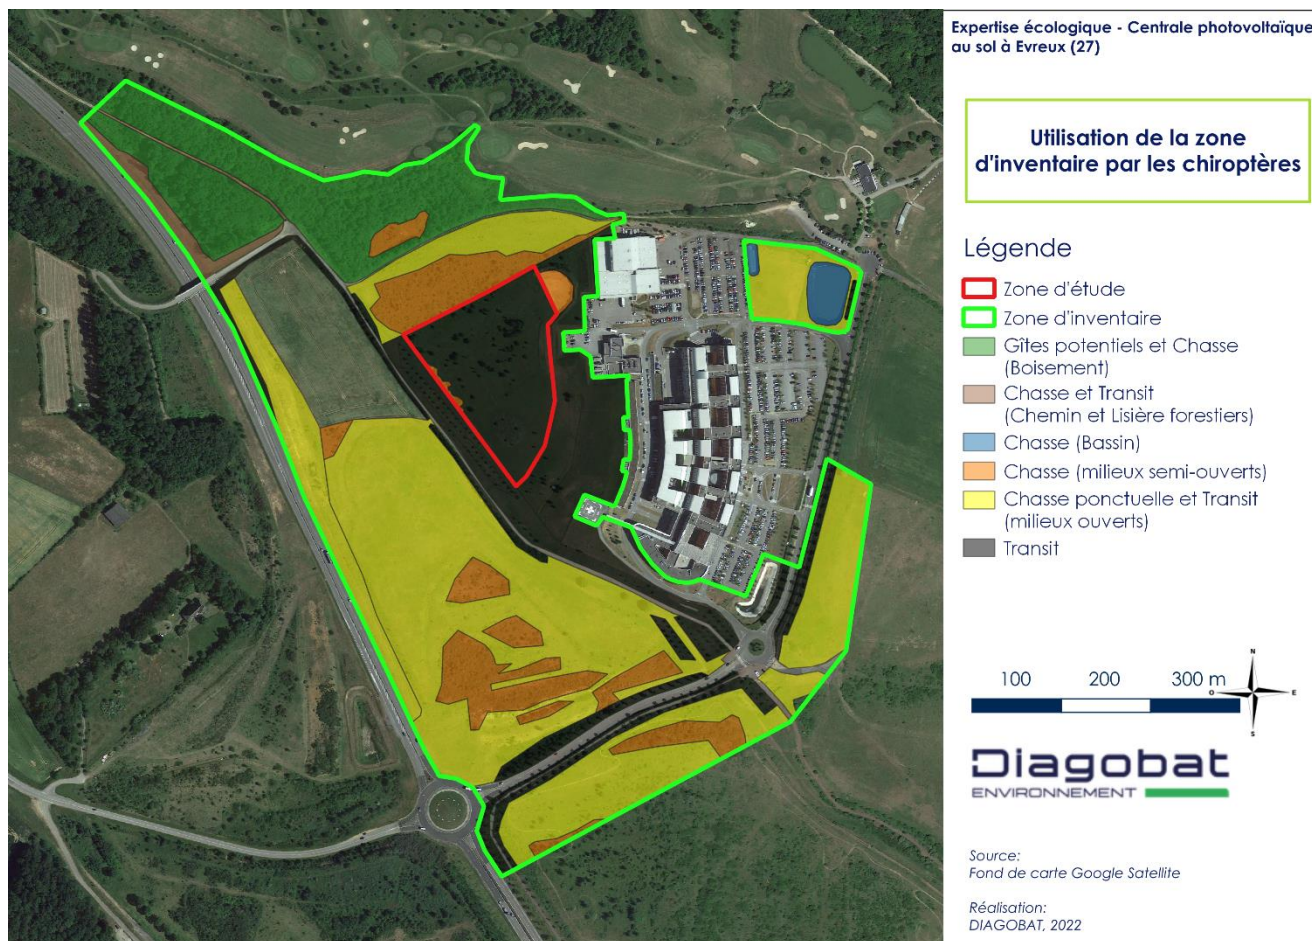 Expertise écologique - Centrale photovoltaïque
au sol à Evreux (27)
Utilisation de la zone
d'inventaire par les chiroptères
Légende
Zone d'étude
Zone d'inventaire
Gîtes potentiels et Chasse
(Boisement)
Chasse et Transit
(Chemin et Lisière forestiers)
Chasse (Bassin)
Chasse (milieux semi-ouverts)
Chasse ponctuelle et Transit
(milieux ouverts)
Transit
100 200 300 m
N
O E
S
Diagobat
ENVIRONNEMENT
Source:
Fond de carte Google Satellite
Réalisation:
DIAGOBAT, 2022